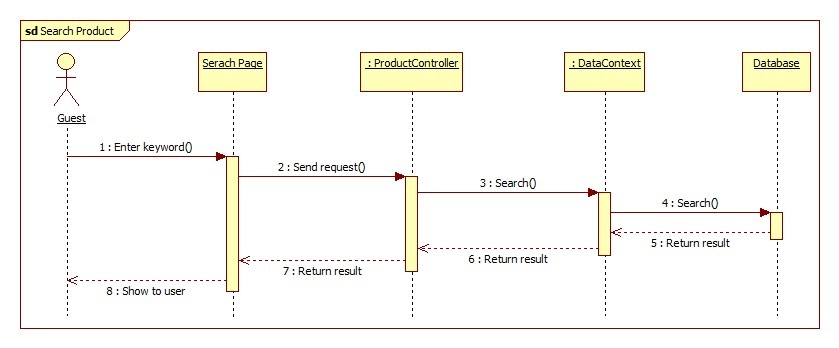 sd Search Product
Serach Page
: ProductController
: DataContext
Database
Guest
1 : Enter keyword()
2 : Send request()
3 : Search()
4 : Search()
5 : Return result
6 : Return result
7 : Return result
8 : Show to user